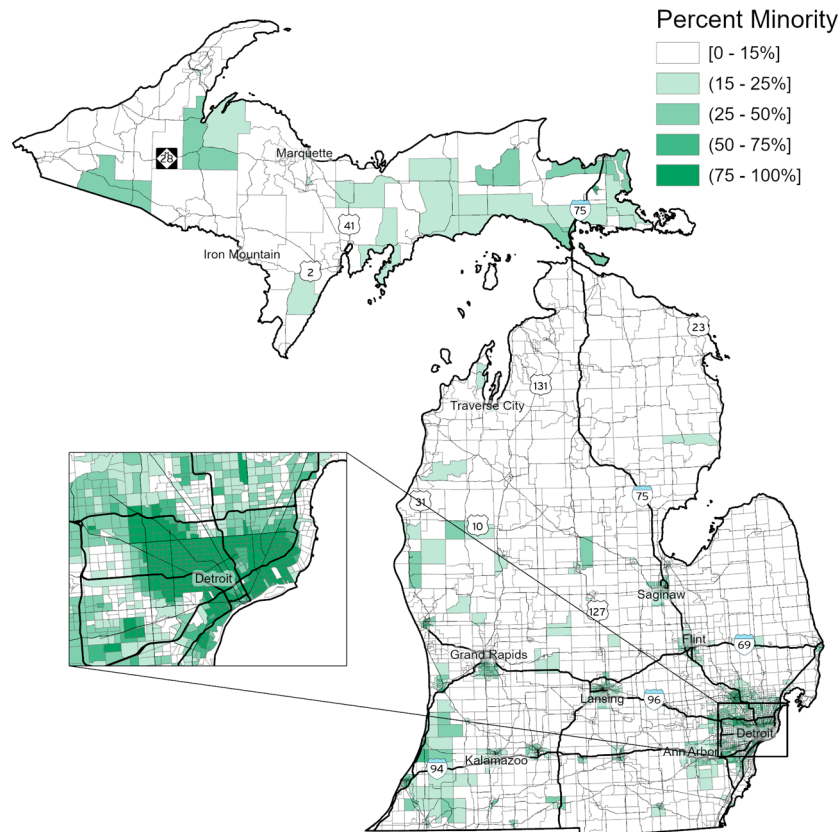 Percent Minority
[0 - 15%]
(15 - 25%]
(25 - 50%]
(50 - 75%]
(75 - 100%]
28
Marquette
41
75
Iron Mountain
2
23
131
Traverse City
31
10
75
Detroit
Saginaw
127
Flint
69
Grand Rapids
Lansing
96
Detroit
Ann Arbor
Kalamazoo
94